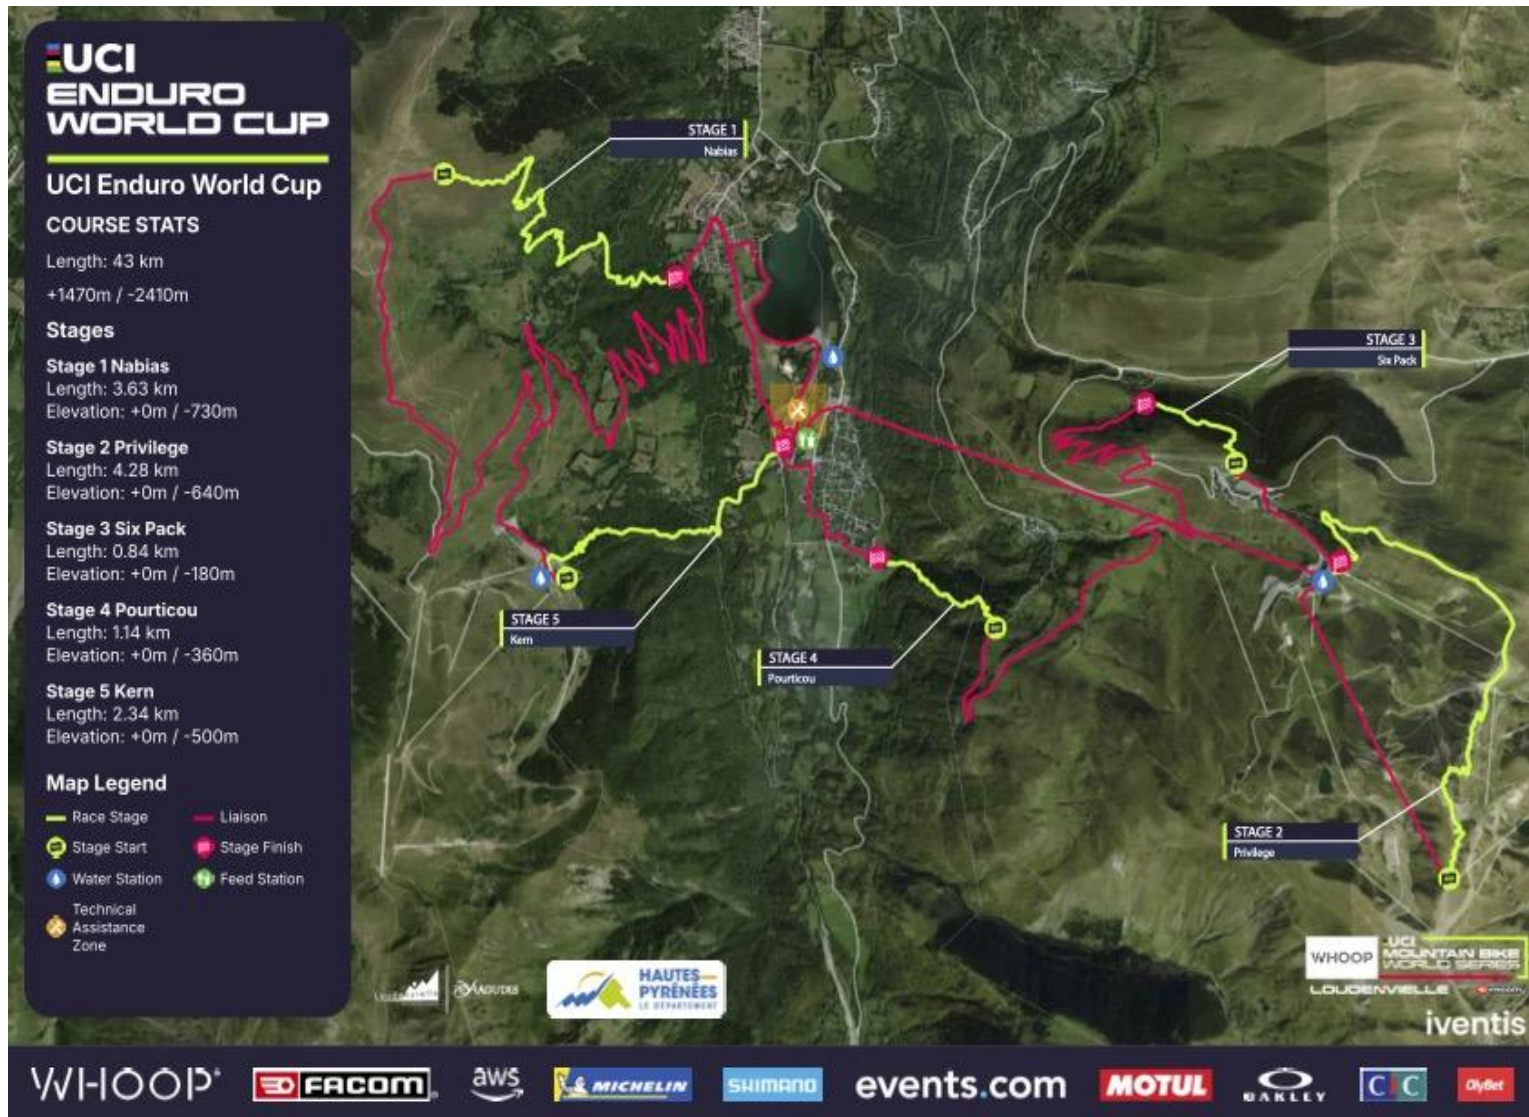 UCI
ENDURO
WORLD CUP
UCI Enduro World Cup
COURSE STATS
Length: 43 km
+1470m / -2410m
Stages
Stage 1 Nabias
Length: 3.63 km
Elevation: +0m / -730m
Stage 2 Privilege
Length: 4.28 km
Elevation: +0m / -640m
Stage 3 Six Pack
Length: 0.84 km
Elevation: +0m / -180m
Stage 4 Pourticou
Length: 1.14 km
Elevation: +0m / -360m
Stage 5 Kern
Length: 2.34 km
Elevation: +0m / -500m
Map Legend
Race Stage
Liaison
Stage Start
Stage Finish
Water Station
Feed Station
Technical
Assistance
Zone
STAGE 1
Nabias
STAGE 3
Six Pack
STAGE 5
Kern
STAGE 4
Pourticou
STAGE 2
Privilege
HAUTES
PYRÉNÉES
LE DÉPARTEMENT
WHOOP
UCI
MOUNTAIN BIKE
WORLD SERIES
LOUDENVIELLE
FACOM
iventis
WHOOP
FACOM
aws
MICHELIN
SHIMANO
events.com
MOTUL
OAKLEY
CIC
OlyBet